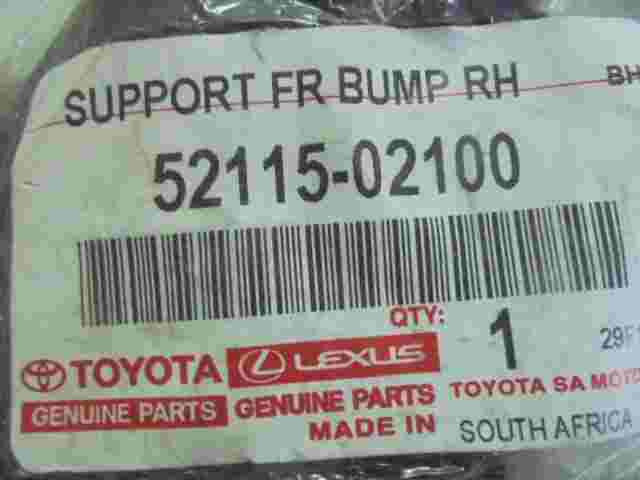 SUPPORT FR BUMP RH BH
52115-02100
QTY: 1
TOYOTA LEXUS
GENUINE PARTS GENUINE PARTS TOYOTA SA
MADE IN SOUTH AFRICA